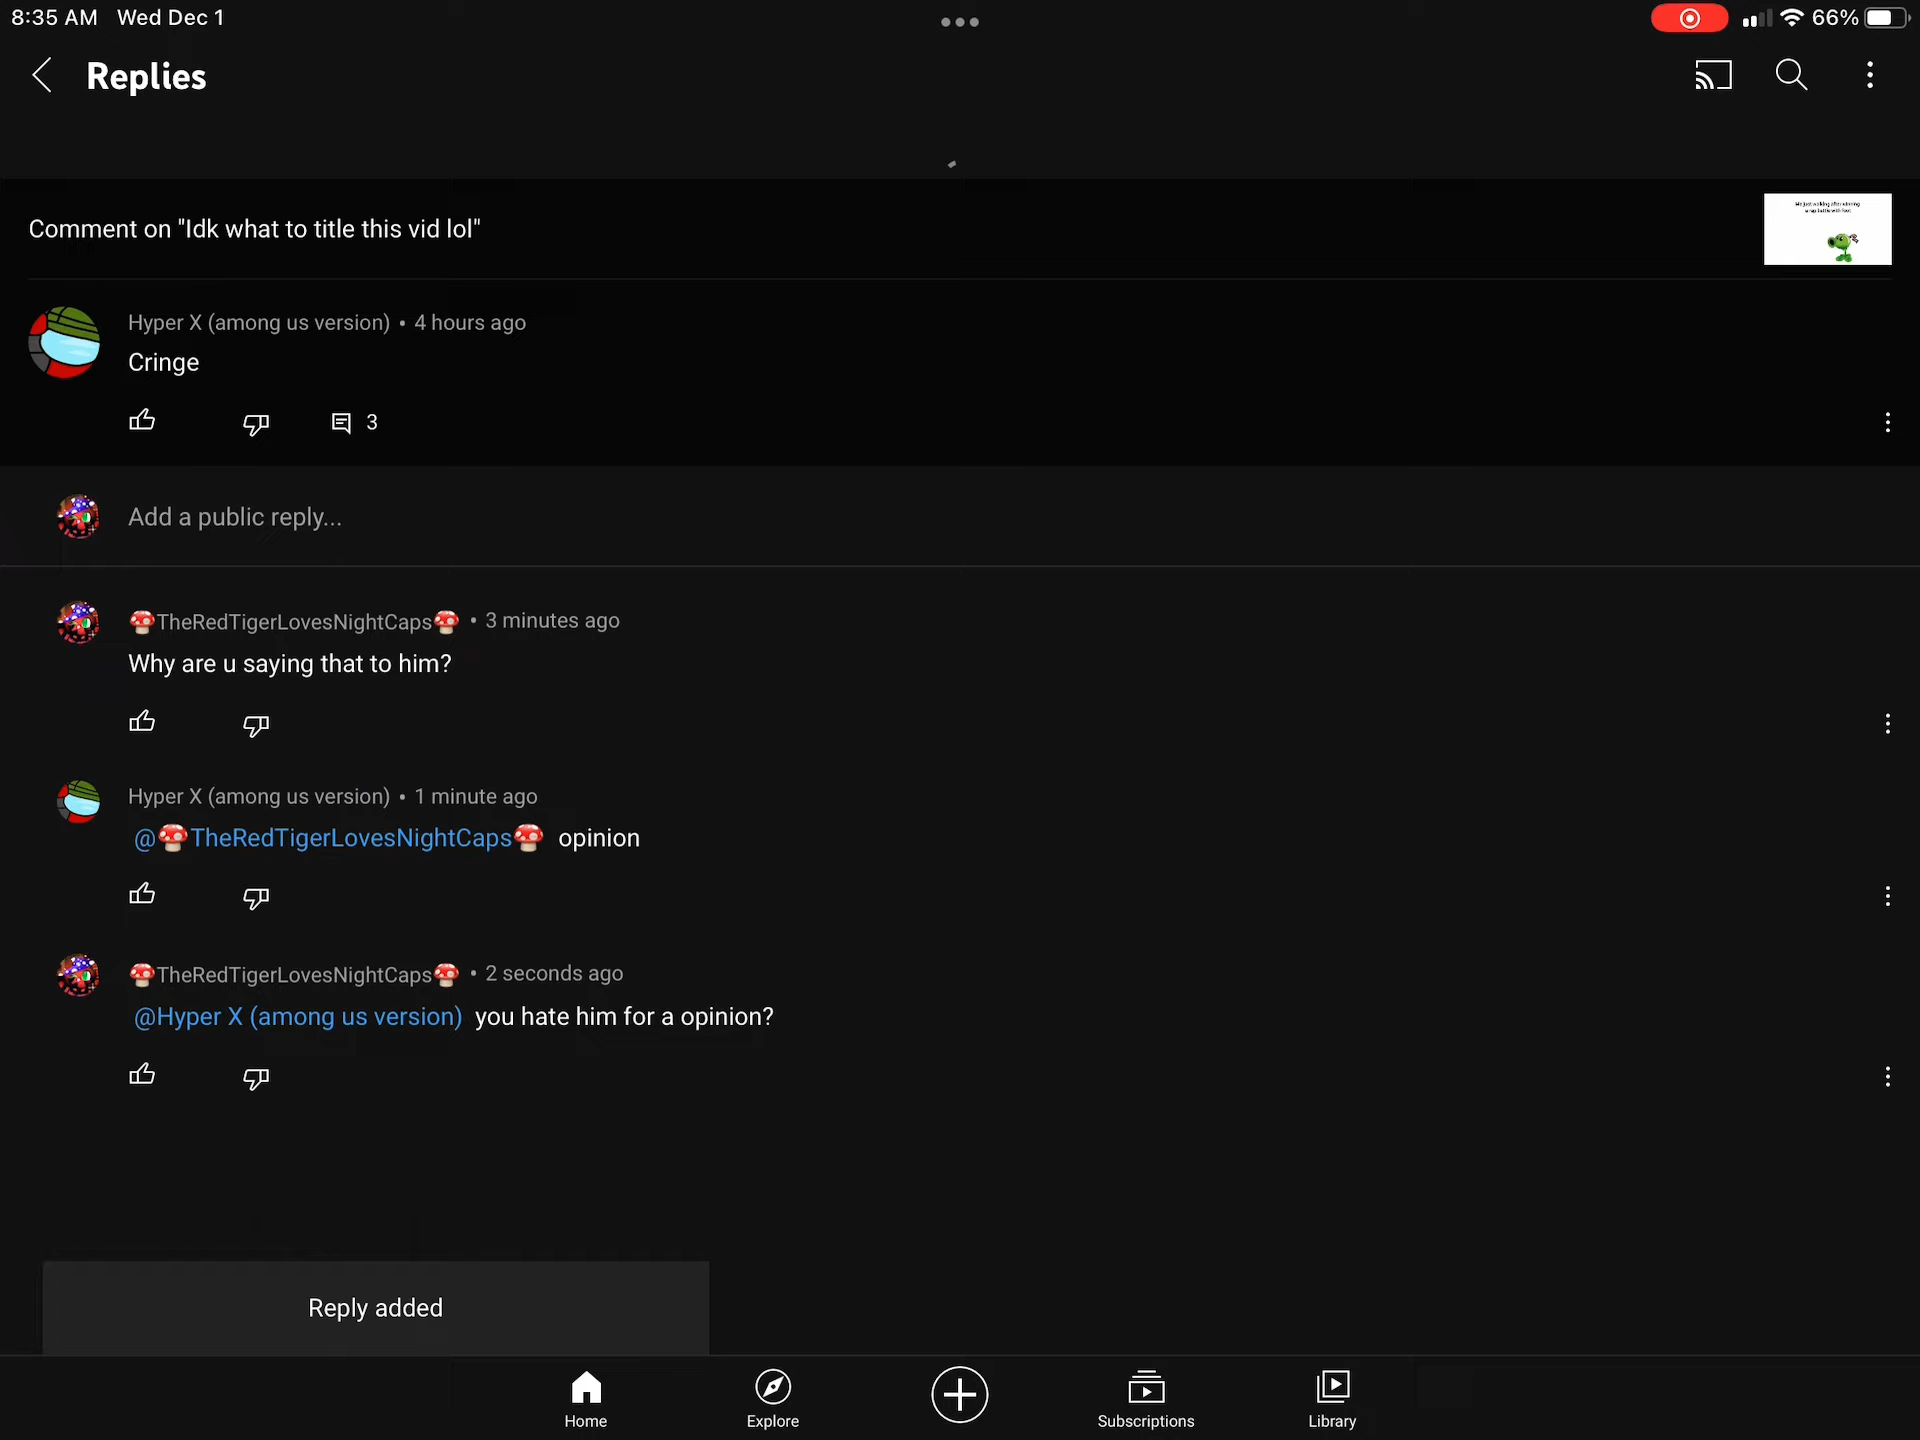 8:35 AM Wed Dec 1
66%
Replies
Comment on "Idk what to title this vid lol"
Hyper X (among us version) • 4 hours ago
Cringe
3
Add a public reply...
🍄TheRedTigerLovesNightCaps🍄 • 3 minutes ago
Why are u saying that to him?
Hyper X (among us version) • 1 minute ago
@🍄TheRedTigerLovesNightCaps🍄 opinion
🍄TheRedTigerLovesNightCaps🍄 • 2 seconds ago
@Hyper X (among us version) you hate him for a opinion?
Reply added
Home
Explore
Subscriptions
Library